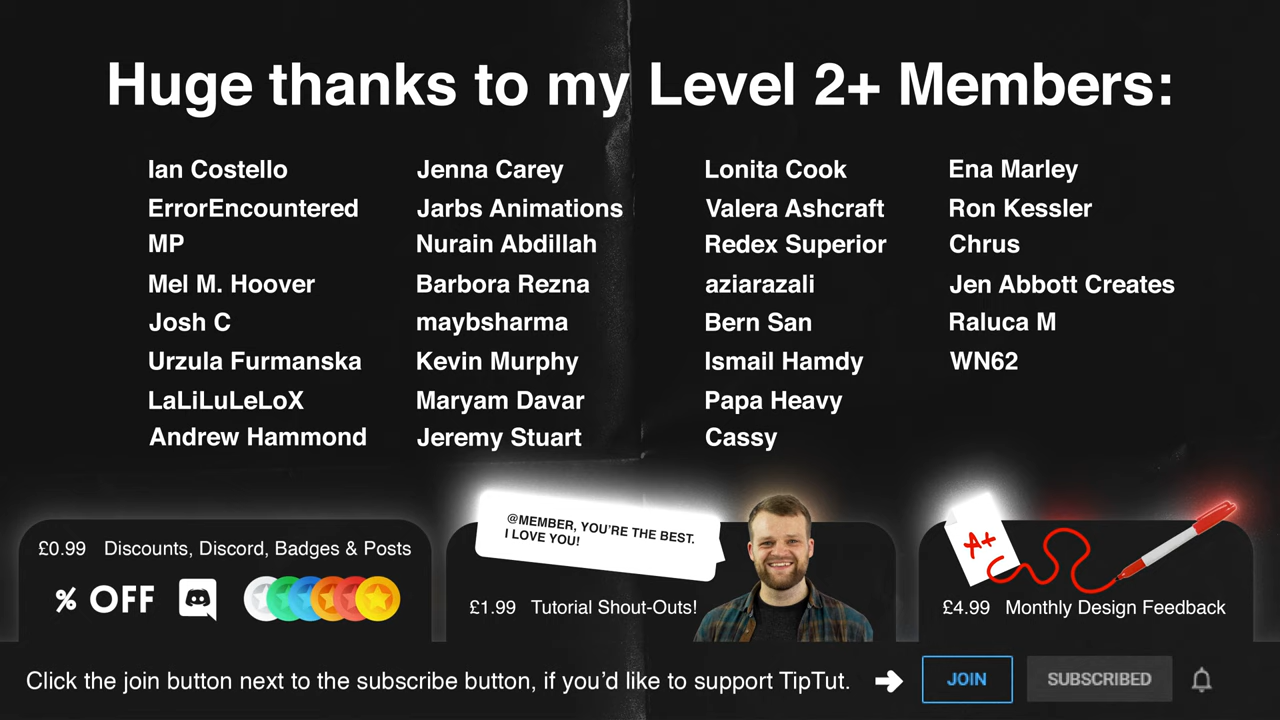 Huge thanks to my Level 2+ Members:
Ian Costello
ErrorEncountered
MP
Mel M. Hoover
Josh C
Urzula Furmanska
LaLiLuLeLoX
Andrew Hammond
Jenna Carey
Jarbs Animations
Nurain Abdillah
Barbora Rezna
maybsharma
Kevin Murphy
Maryam Davar
Jeremy Stuart
Lonita Cook
Valera Ashcraft
Redex Superior
aziarazali
Bern San
Ismail Hamdy
Papa Heavy
Cassy
Ena Marley
Ron Kessler
Chrus
Jen Abbott Creates
Raluca M
WN62
£0.99 Discounts, Discord, Badges & Posts
% OFF
@MEMBER, YOU’RE THE BEST.
I LOVE YOU!
£1.99 Tutorial Shout-Outs!
A+
£4.99 Monthly Design Feedback
Click the join button next to the subscribe button, if you’d like to support TipTut.
JOIN
SUBSCRIBED